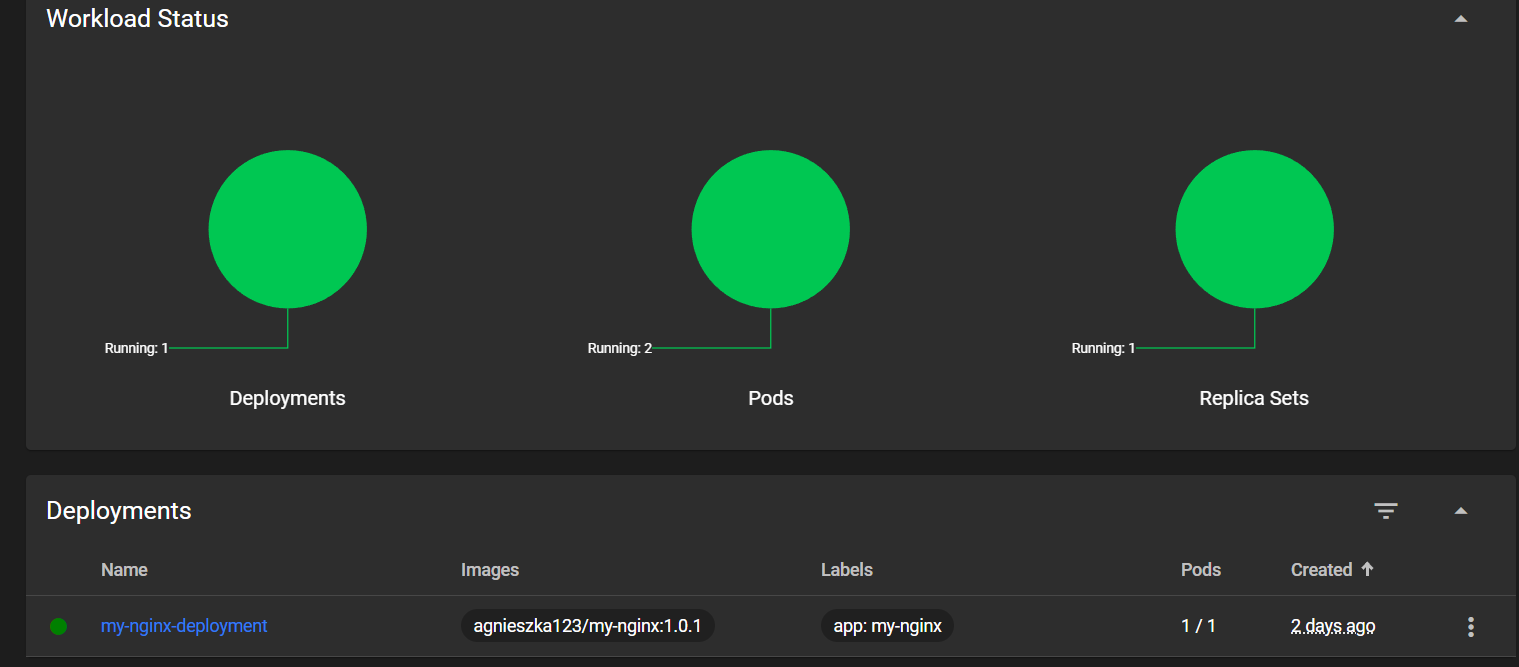 Workload Status
Running: 1
Running: 2
Running: 1
Deployments
Pods
Replica Sets
Deployments
Name Images Labels Pods Created
my-nginx-deployment agnieszka123/my-nginx:1.0.1 app: my-nginx 1 / 1 2 days ago